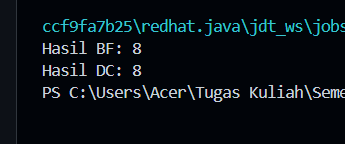 ccf9fa7b25\redhat.java\jdt_ws\jobs
Hasil BF: 8
Hasil DC: 8
PS C:\Users\Acer\Tugas Kuliah\Seme